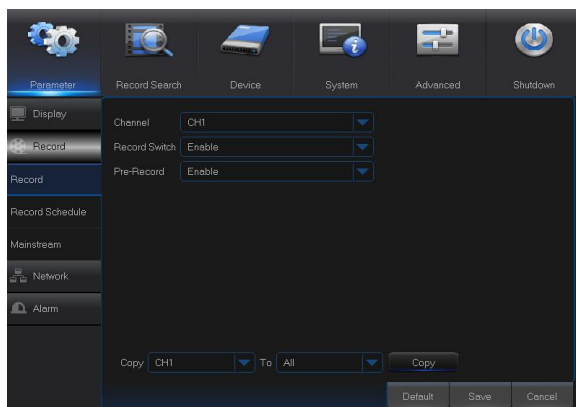 Parameter Record Search Device System Advanced Shutdown
Display
Record
Record
Record Schedule
Mainstream
Network
Alarm
Channel CH1
Record Switch Enable
Pre-Record Enable
Copy CH1 To All Copy
Default Save Cancel